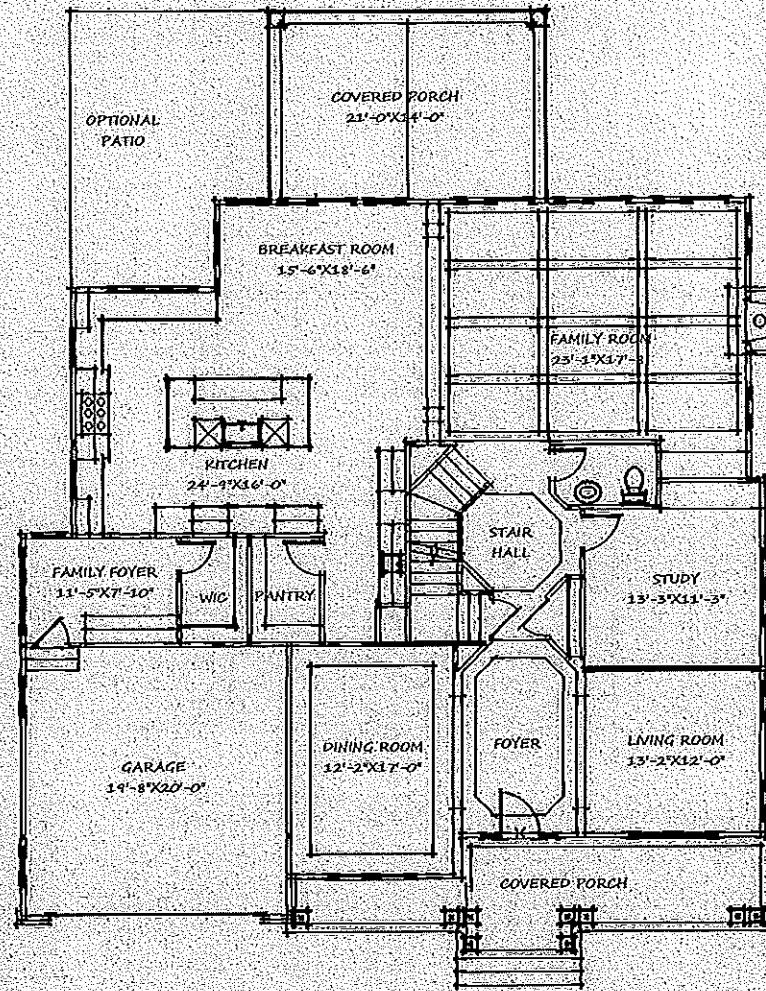 COVERED PORCH
21'-0"X14'-0"
OPTIONAL
PATIO
BREAKFAST ROOM
15'-6"X18'-6"
FAMILY ROOM
23'-1"X17'-3
KITCHEN
24'-9"X16'-0"
STAIR
HALL
FAMILY FOYER
11'-5"X7'-10"
WIC
PANTRY
STUDY
13'-3"X11'-3"
DINING ROOM
12'-2"X17'-0"
FOYER
LIVING ROOM
13'-2"X12'-0"
GARAGE
19'-8"X20'-0"
COVERED PORCH